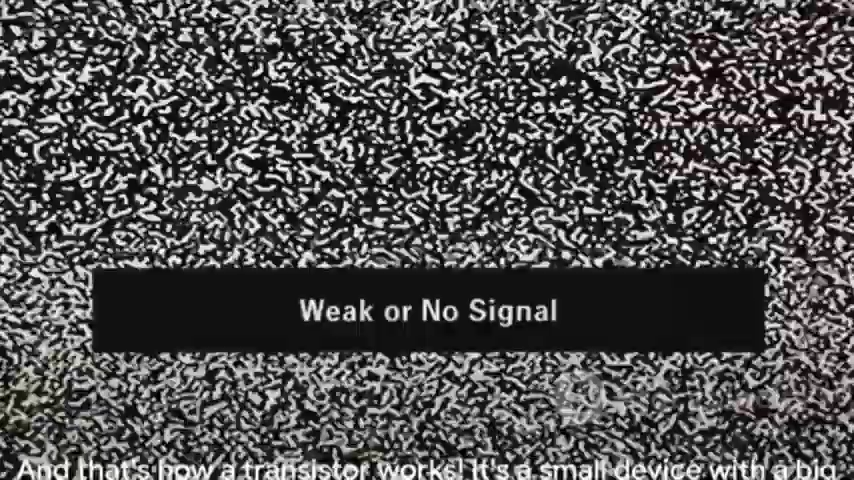 Weak or No Signal
And that's how a transistor works! It's a small device with a big